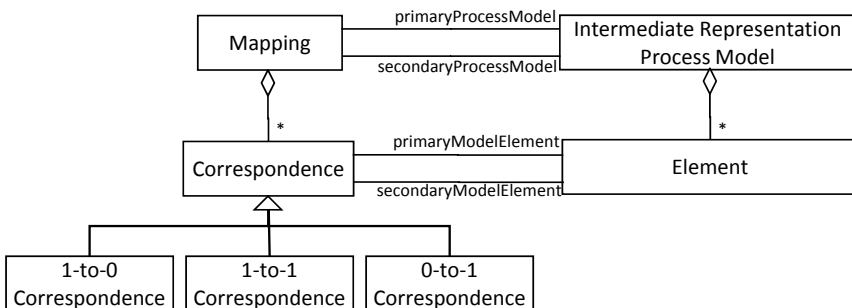 primaryProcessModel
Mapping
Intermediate Representation
Process Model
secondaryProcessModel
*
*
primaryModelElement
Correspondence
Element
secondaryModelElement
1-to-0
Correspondence
1-to-1
Correspondence
0-to-1
Correspondence